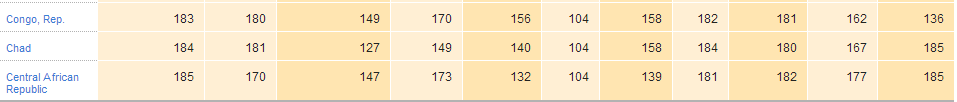 Congo, Rep. 183 180 149 170 156 104 158 182 181 162 136
Chad 184 181 127 149 140 104 158 184 180 167 185
Central African 185 170 147 173 132 104 139 181 182 177 185
Republic